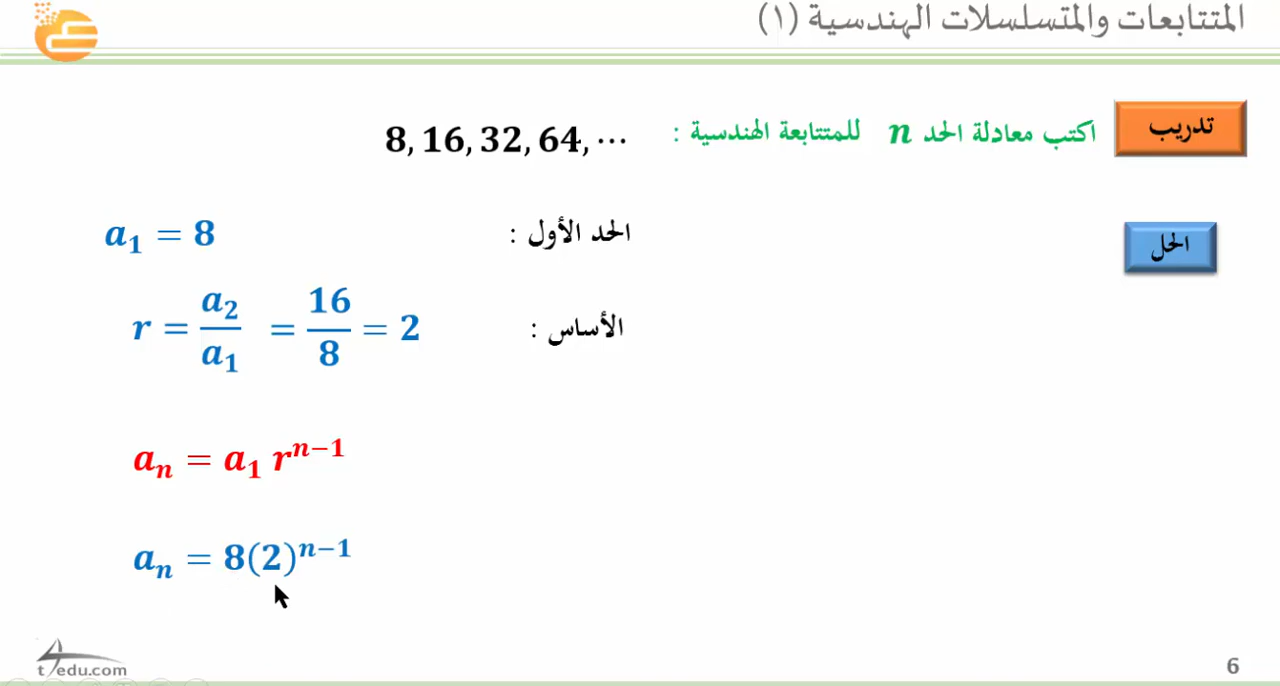 المتتابعات والمتسلسلات الهندسية (١)
تدريب
اكتب معادلة الحد n للمتتابعة الهندسية : 8, 16, 32, 64, ⋯
الحل
الحد الأول : a₁ = 8
الأساس : r = a₂/a₁ = 16/8 = 2
aₙ = a₁ rⁿ⁻¹
aₙ = 8(2)ⁿ⁻¹
t4edu.com
6